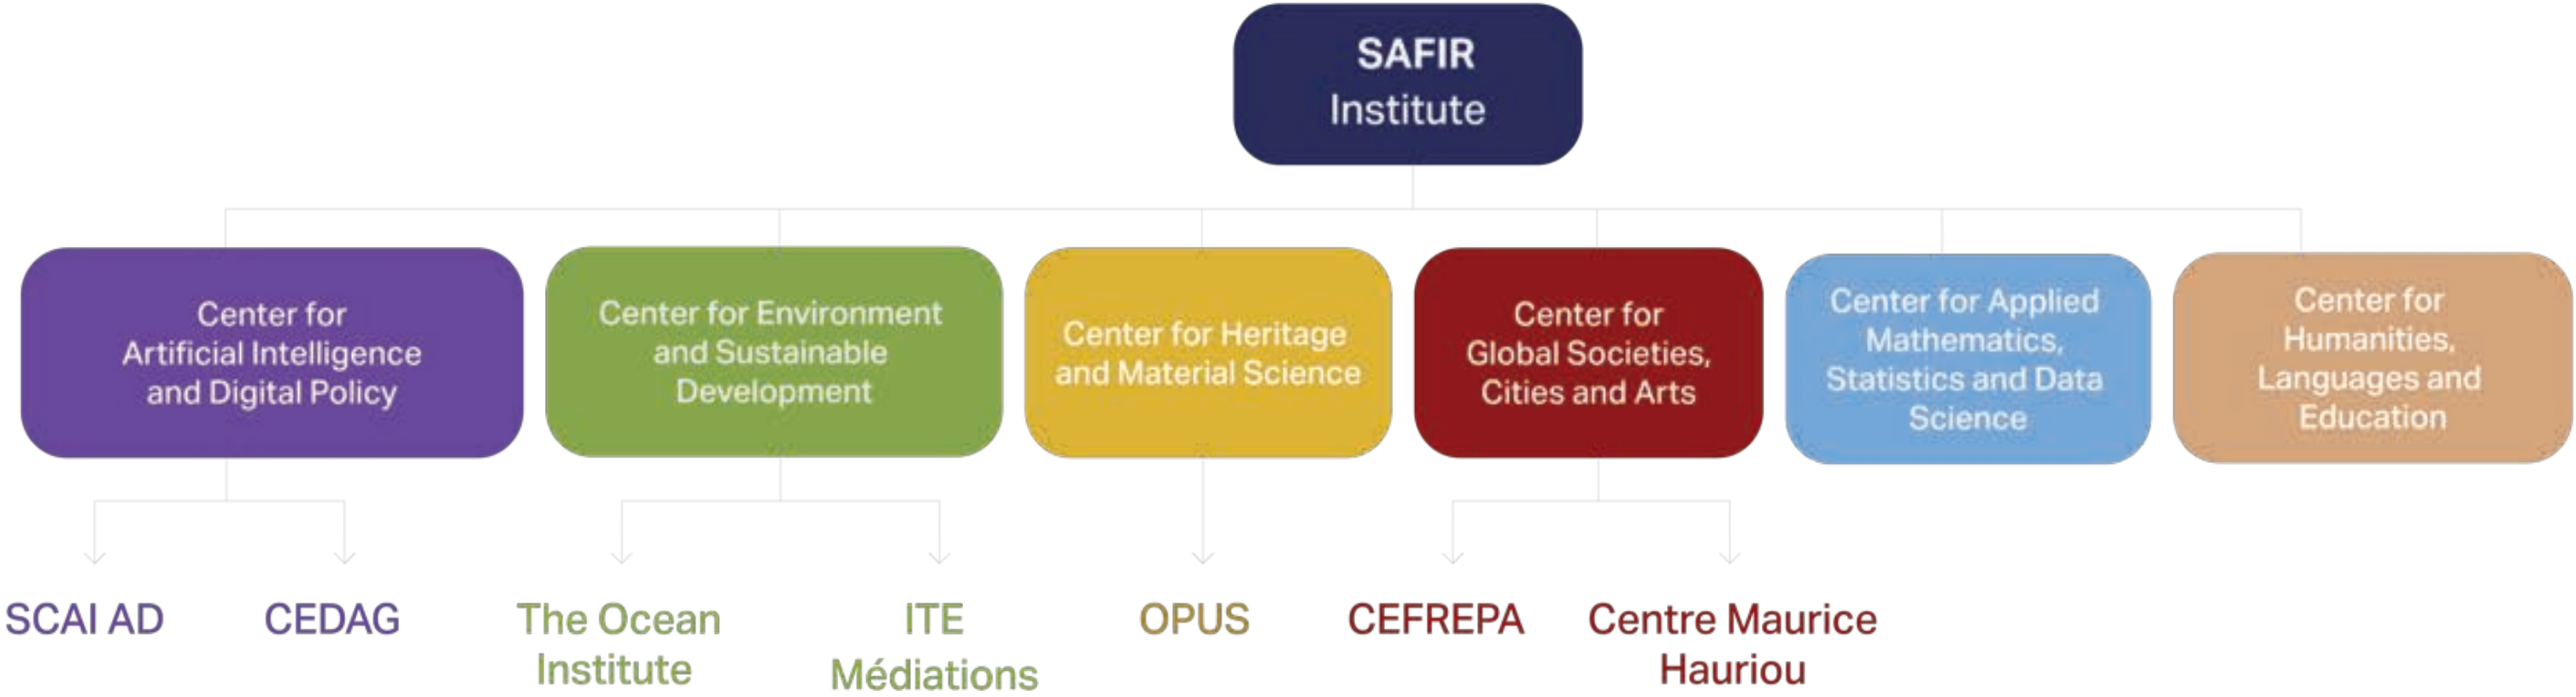 SAFIR
Institute
Center for
Artificial Intelligence
and Digital Policy
Center for Environment
and Sustainable
Development
Center for Heritage
and Material Science
Center for
Global Societies,
Cities and Arts
Center for Applied
Mathematics,
Statistics and Data
Science
Center for
Humanities,
Languages and
Education
SCAI AD
CEDAG
The Ocean
Institute
ITE
Médiations
OPUS
CEFREPA
Centre Maurice
Hauriou